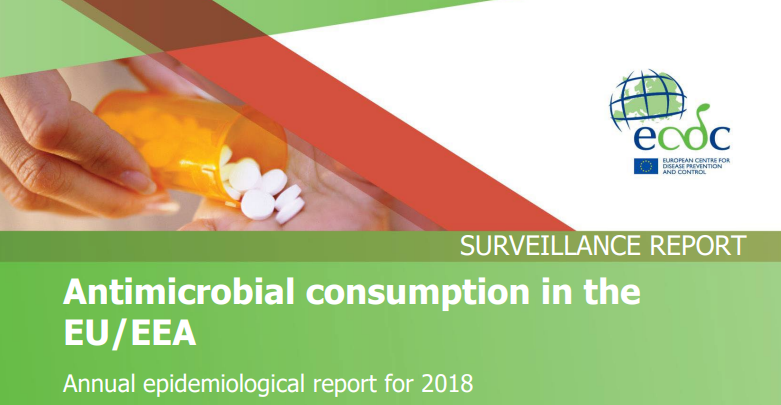 ecdc
EUROPEAN CENTRE FOR
DISEASE PREVENTION
AND CONTROL
SURVEILLANCE REPORT
Antimicrobial consumption in the
EU/EEA
Annual epidemiological report for 2018